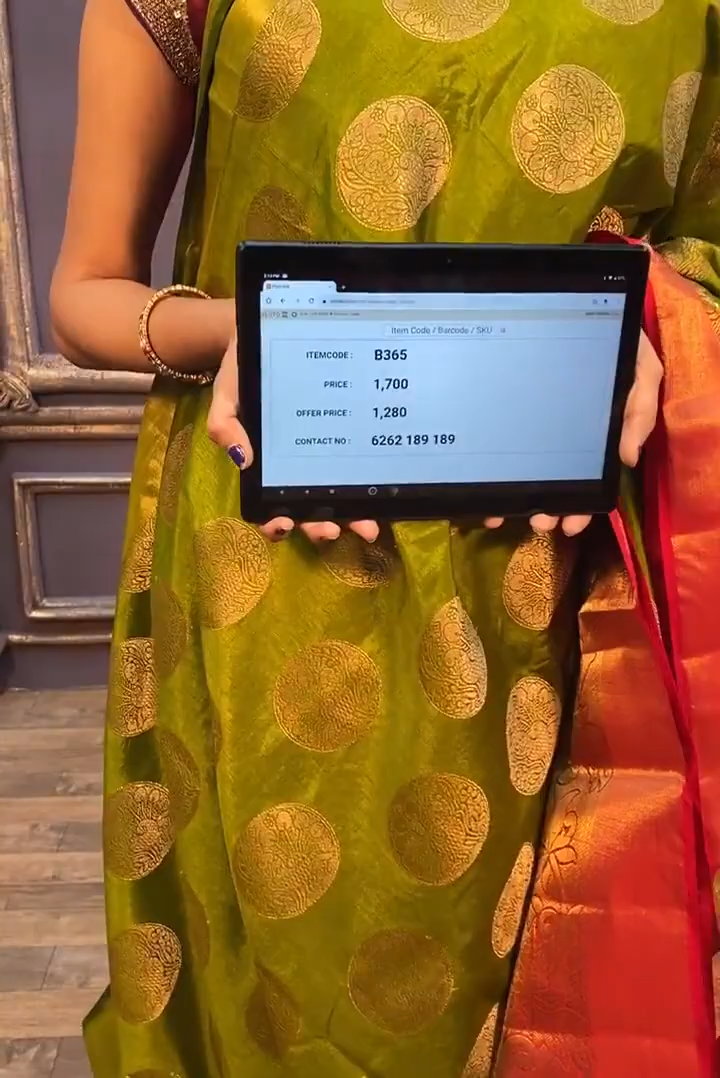 Item Code / Barcode / SKU
ITEMCODE : B365
PRICE : 1,700
OFFER PRICE : 1,280
CONTACT NO : 6262 189 189